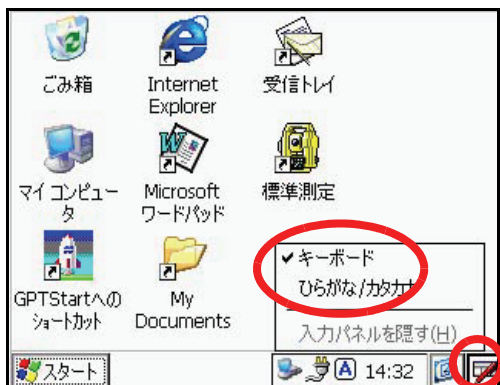 ごみ箱
Internet
Explorer
受信トレイ
マイ コンピュー
タ
Microsoft
ワードパッド
標準測定
GPTStartへの
ショートカット
My
Documents
✔キーボード
ひらがな/カタカナ
入力パネルを隠す(H)
スタート
A
14:32